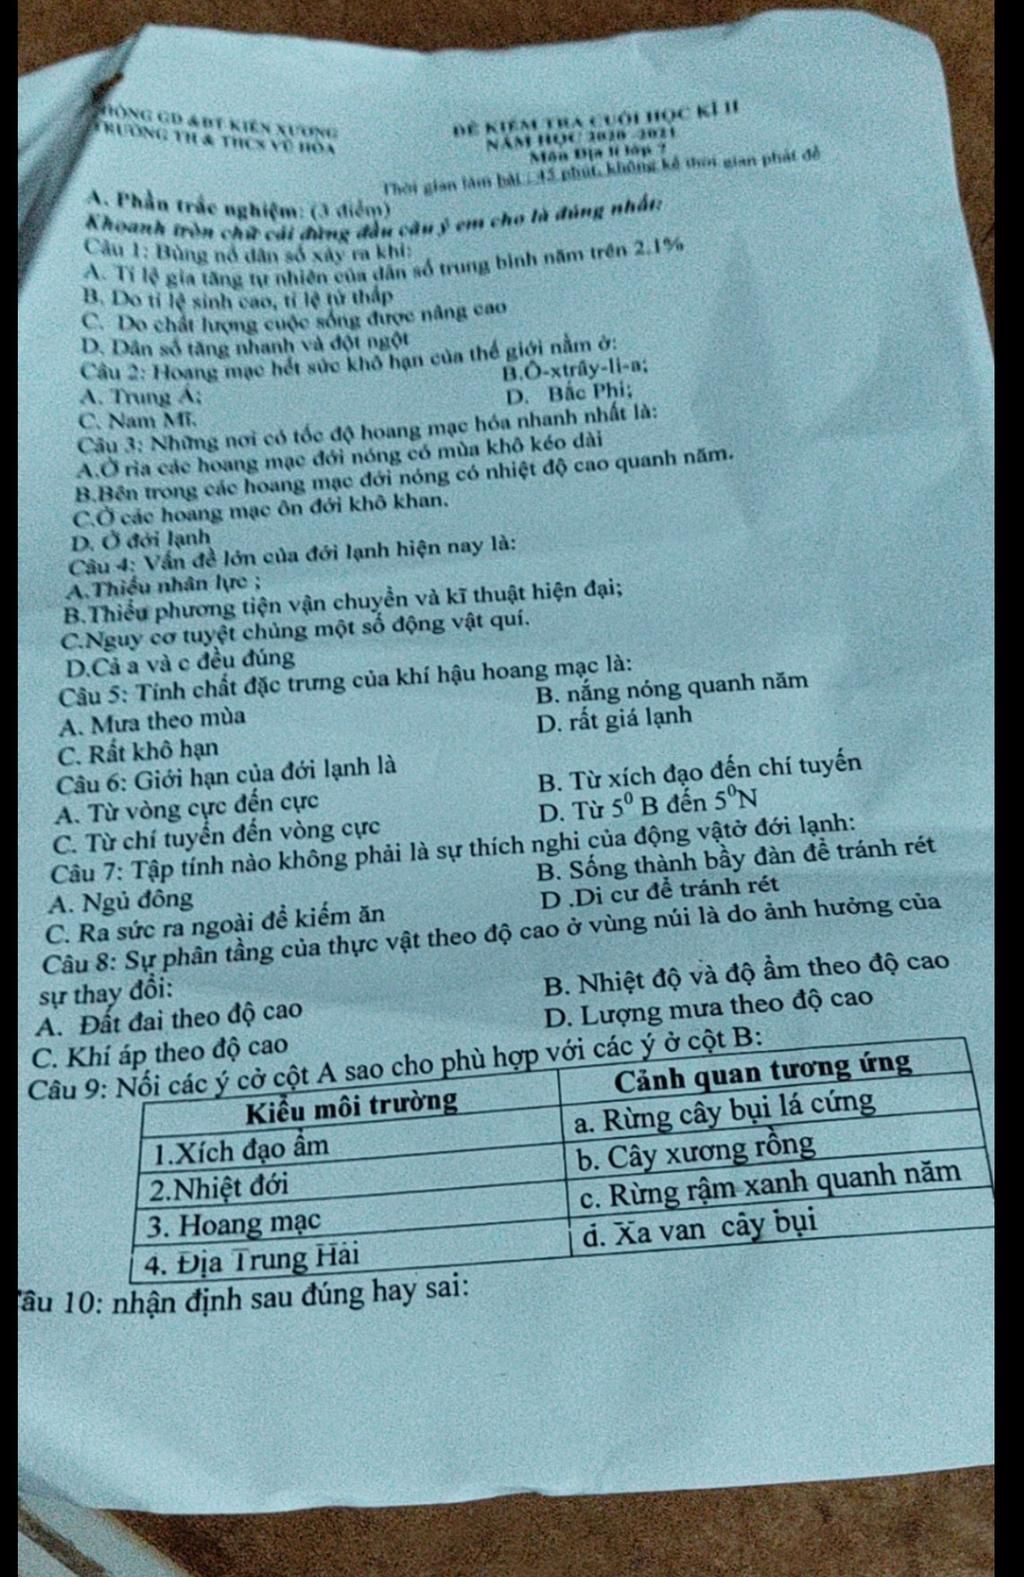 PHÒNG GD &ĐT KIẾN XƯƠNG
TRƯỜNG TH & THCS VŨ HÒA
ĐỀ KIỂM TRA CUỐI HỌC KÌ II
NĂM HỌC 2020 -2021
Môn Địa lí lớp 7
Thời gian làm bài : 45 phút, không kể thời gian phát đề
A. Phần trắc nghiệm: (3 điểm)
Khoanh tròn chữ cái đứng đầu câu ý em cho là đúng nhất:
Câu 1: Bùng nổ dân số xảy ra khi:
A. Tỉ lệ gia tăng tự nhiên của dân số trung bình năm trên 2.1%
B. Do tỉ lệ sinh cao, tỉ lệ tử thấp
C. Do chất lượng cuộc sống được nâng cao
D. Dân số tăng nhanh và đột ngột
Câu 2: Hoang mạc hết sức khô hạn của thế giới nằm ở:
A. Trung Á; B.Ô-xtrây-li-a;
C. Nam Mĩ. D. Bắc Phi;
Câu 3: Những nơi có tốc độ hoang mạc hóa nhanh nhất là:
A.Ở rìa các hoang mạc đới nóng có mùa khô kéo dài
B.Bên trong các hoang mạc đới nóng có nhiệt độ cao quanh năm.
C.Ở các hoang mạc ôn đới khô khan.
D. Ở đới lạnh
Câu 4: Vấn đề lớn của đới lạnh hiện nay là:
A.Thiếu nhân lực ;
B.Thiếu phương tiện vận chuyển và kĩ thuật hiện đại;
C.Nguy cơ tuyệt chủng một số động vật quí.
D.Cả a và c đều đúng
Câu 5: Tính chất đặc trưng của khí hậu hoang mạc là:
A. Mưa theo mùa B. nắng nóng quanh năm
C. Rất khô hạn D. rất giá lạnh
Câu 6: Giới hạn của đới lạnh là
A. Từ vòng cực đến cực B. Từ xích đạo đến chí tuyến
C. Từ chí tuyến đến vòng cực D. Từ 5⁰ B đến 5⁰N
Câu 7: Tập tính nào không phải là sự thích nghi của động vậtở đới lạnh:
A. Ngủ đông B. Sống thành bầy đàn để tránh rét
C. Ra sức ra ngoài để kiếm ăn D .Di cư để tránh rét
Câu 8: Sự phân tầng của thực vật theo độ cao ở vùng núi là do ảnh hưởng của
sự thay đổi:
A. Đất đai theo độ cao B. Nhiệt độ và độ ẩm theo độ cao
C. Khí áp theo độ cao D. Lượng mưa theo độ cao
Câu 9: Nối các ý cở cột A sao cho phù hợp với các ý ở cột B:
Kiểu môi trường Cảnh quan tương ứng
1.Xích đạo ẩm a. Rừng cây bụi lá cứng
2.Nhiệt đới b. Cây xương rồng
3. Hoang mạc c. Rừng rậm xanh quanh năm
4. Địa Trung Hải d. Xa van cây bụi
Câu 10: nhận định sau đúng hay sai: